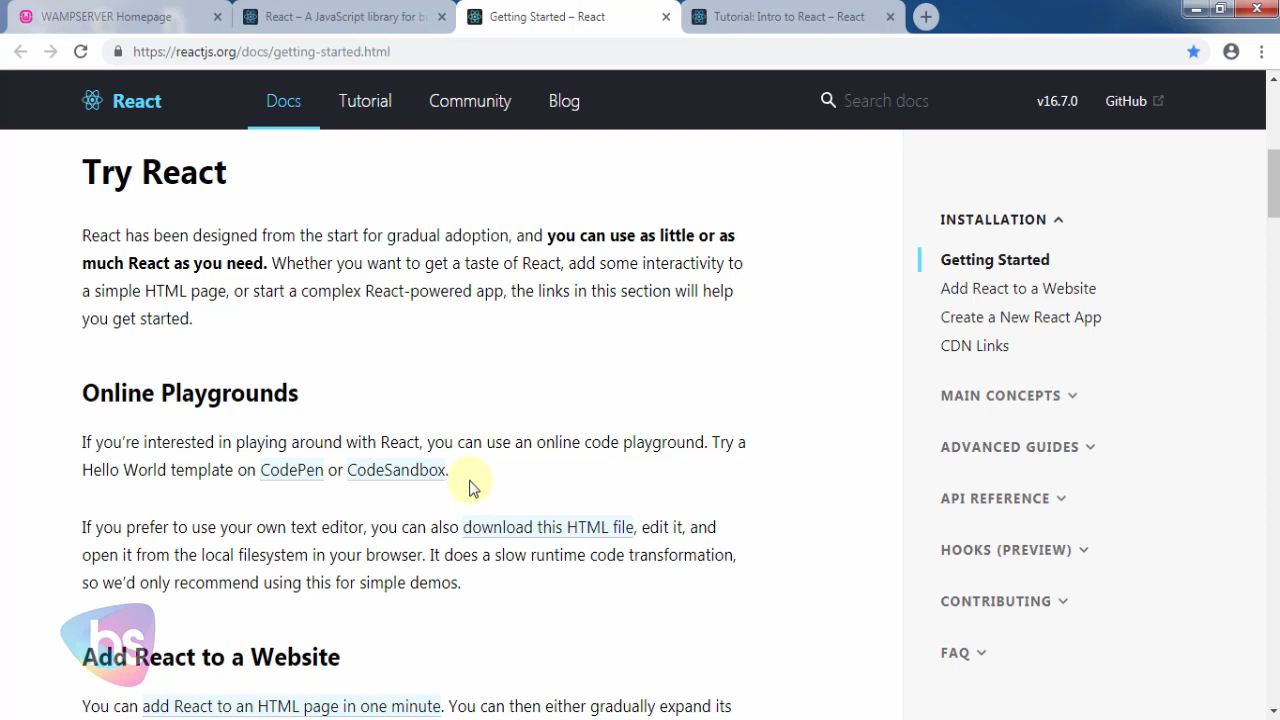 WAMPSERVER Homepage
React – A JavaScript library for b
Getting Started – React
Tutorial: Intro to React – React
https://reactjs.org/docs/getting-started.html
React
Docs
Tutorial
Community
Blog
Search docs
v16.7.0
GitHub
Try React
React has been designed from the start for gradual adoption, and you can use as little or as
much React as you need. Whether you want to get a taste of React, add some interactivity to
a simple HTML page, or start a complex React-powered app, the links in this section will help
you get started.
Online Playgrounds
If you’re interested in playing around with React, you can use an online code playground. Try a
Hello World template on CodePen or CodeSandbox.
If you prefer to use your own text editor, you can also download this HTML file, edit it, and
open it from the local filesystem in your browser. It does a slow runtime code transformation,
so we’d only recommend using this for simple demos.
hs
Add React to a Website
You can add React to an HTML page in one minute. You can then either gradually expand its
INSTALLATION
Getting Started
Add React to a Website
Create a New React App
CDN Links
MAIN CONCEPTS
ADVANCED GUIDES
API REFERENCE
HOOKS (PREVIEW)
CONTRIBUTING
FAQ